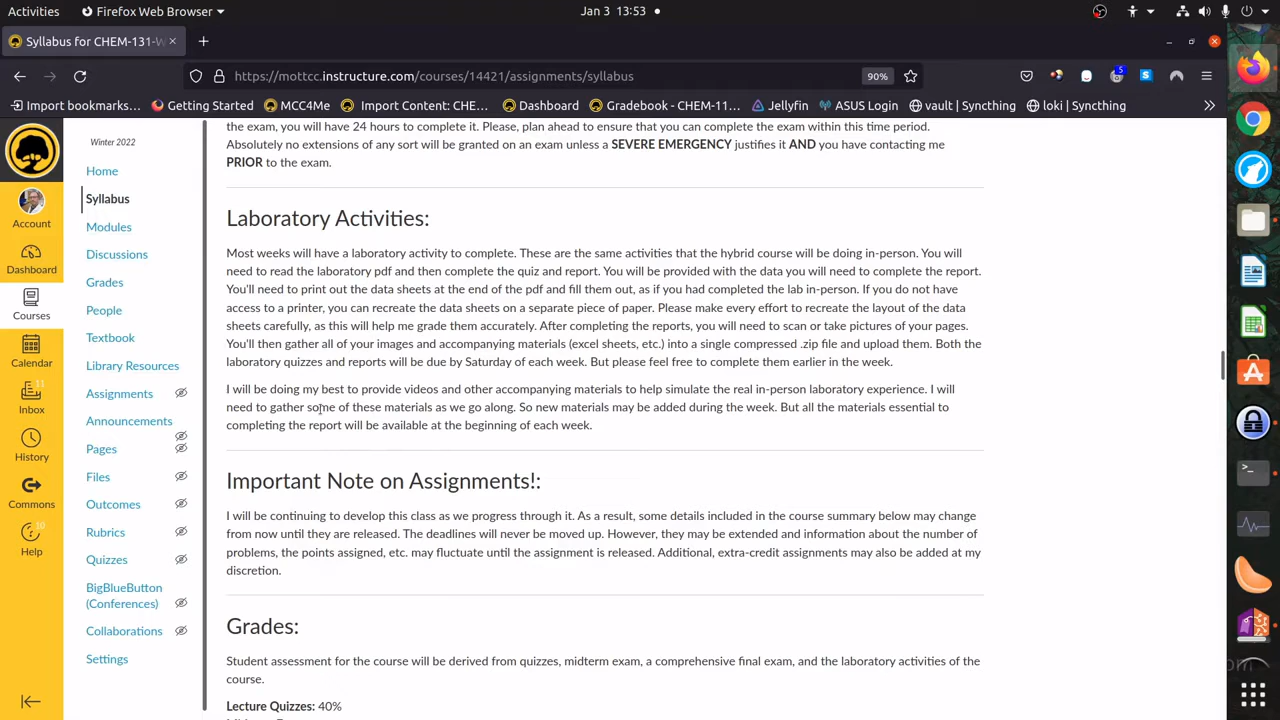 Activities
Firefox Web Browser
Jan 3 13:53
Syllabus for CHEM-131-W
https://mottcc.instructure.com/courses/14421/assignments/syllabus
90%
5
Import bookmarks...
Getting Started
MCC4Me
Import Content: CHE...
Dashboard
Gradebook - CHEM-11...
Jellyfin
ASUS Login
vault | Syncthing
loki | Syncthing
Account
Dashboard
Courses
Calendar
11
Inbox
History
Commons
10
Help
Winter 2022
Home
Syllabus
Modules
Discussions
Grades
People
Textbook
Library Resources
Assignments
Announcements
Pages
Files
Outcomes
Rubrics
Quizzes
BigBlueButton
(Conferences)
Collaborations
Settings
the exam, you will have 24 hours to complete it. Please, plan ahead to ensure that you can complete the exam within this time period.
Absolutely no extensions of any sort will be granted on an exam unless a SEVERE EMERGENCY justifies it AND you have contacting me
PRIOR to the exam.
Laboratory Activities:
Most weeks will have a laboratory activity to complete. These are the same activities that the hybrid course will be doing in-person. You will
need to read the laboratory pdf and then complete the quiz and report. You will be provided with the data you will need to complete the report.
You'll need to print out the data sheets at the end of the pdf and fill them out, as if you had completed the lab in-person. If you do not have
access to a printer, you can recreate the data sheets on a separate piece of paper. Please make every effort to recreate the layout of the data
sheets carefully, as this will help me grade them accurately. After completing the reports, you will need to scan or take pictures of your pages.
You'll then gather all of your images and accompanying materials (excel sheets, etc.) into a single compressed .zip file and upload them. Both the
laboratory quizzes and reports will be due by Saturday of each week. But please feel free to complete them earlier in the week.
I will be doing my best to provide videos and other accompanying materials to help simulate the real in-person laboratory experience. I will
need to gather some of these materials as we go along. So new materials may be added during the week. But all the materials essential to
completing the report will be available at the beginning of each week.
Important Note on Assignments!:
I will be continuing to develop this class as we progress through it. As a result, some details included in the course summary below may change
from now until they are released. The deadlines will never be moved up. However, they may be extended and information about the number of
problems, the points assigned, etc. may fluctuate until the assignment is released. Additional, extra-credit assignments may also be added at my
discretion.
Grades:
Student assessment for the course will be derived from quizzes, midterm exam, a comprehensive final exam, and the laboratory activities of the
course.
Lecture Quizzes: 40%